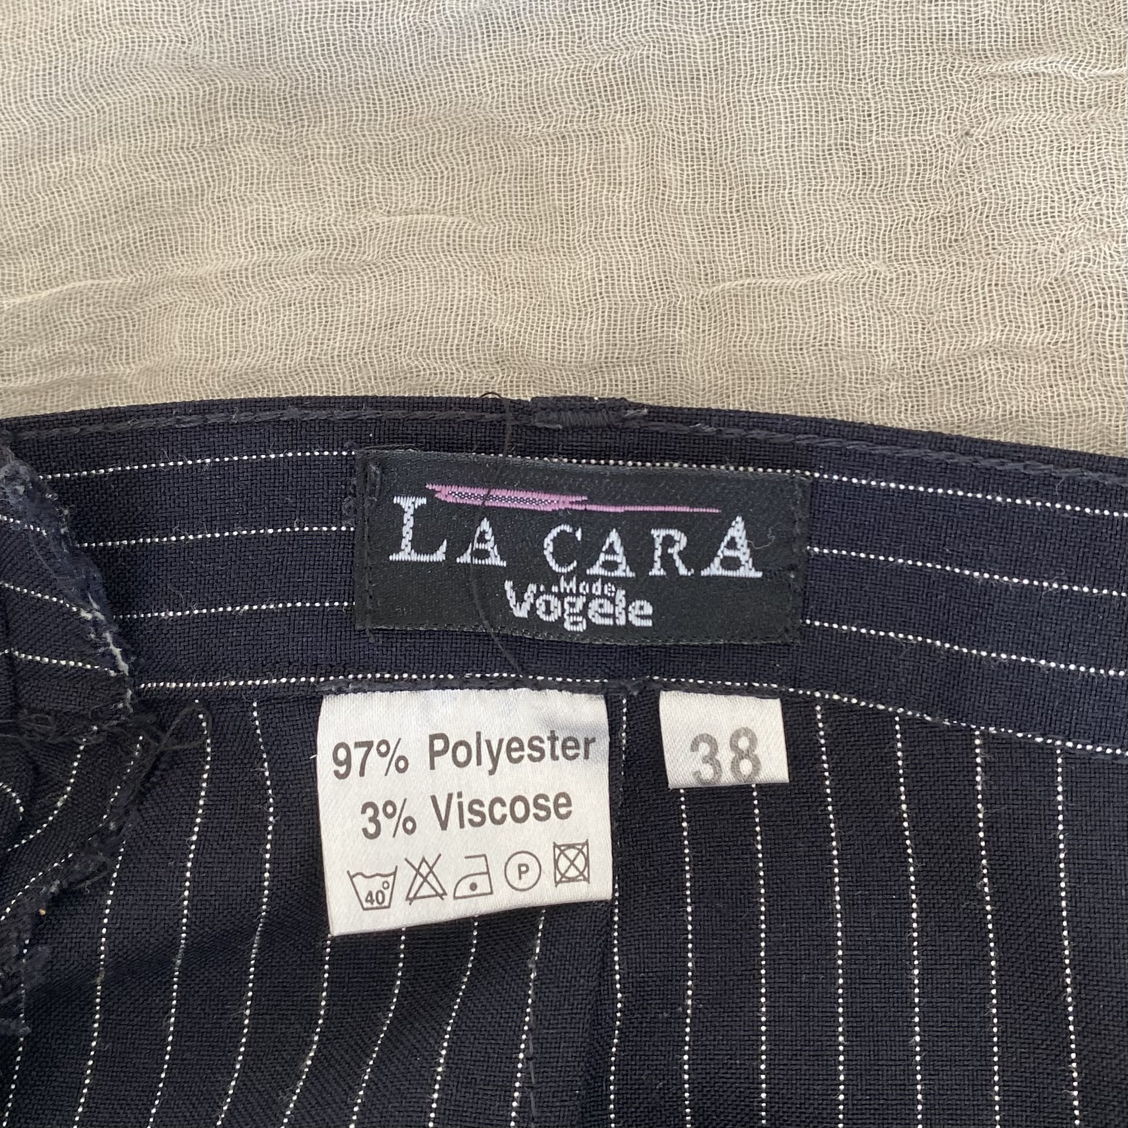 LA CARA
Mode
Vögele
97% Polyester
3% Viscose
40°
P
38